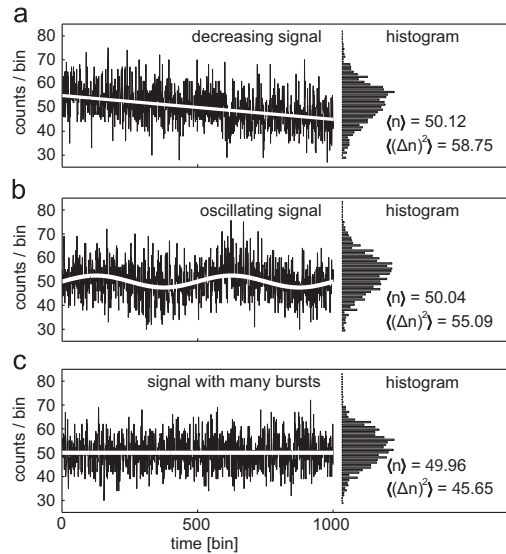 a
decreasing signal
histogram
counts / bin
80
70
60
50
40
30
⟨n⟩ = 50.12
⟨(Δn)²⟩ = 58.75
b
oscillating signal
histogram
counts / bin
80
70
60
50
40
30
⟨n⟩ = 50.04
⟨(Δn)²⟩ = 55.09
c
signal with many bursts
histogram
counts / bin
80
70
60
50
40
30
⟨n⟩ = 49.96
⟨(Δn)²⟩ = 45.65
0
500
1000
time [bin]